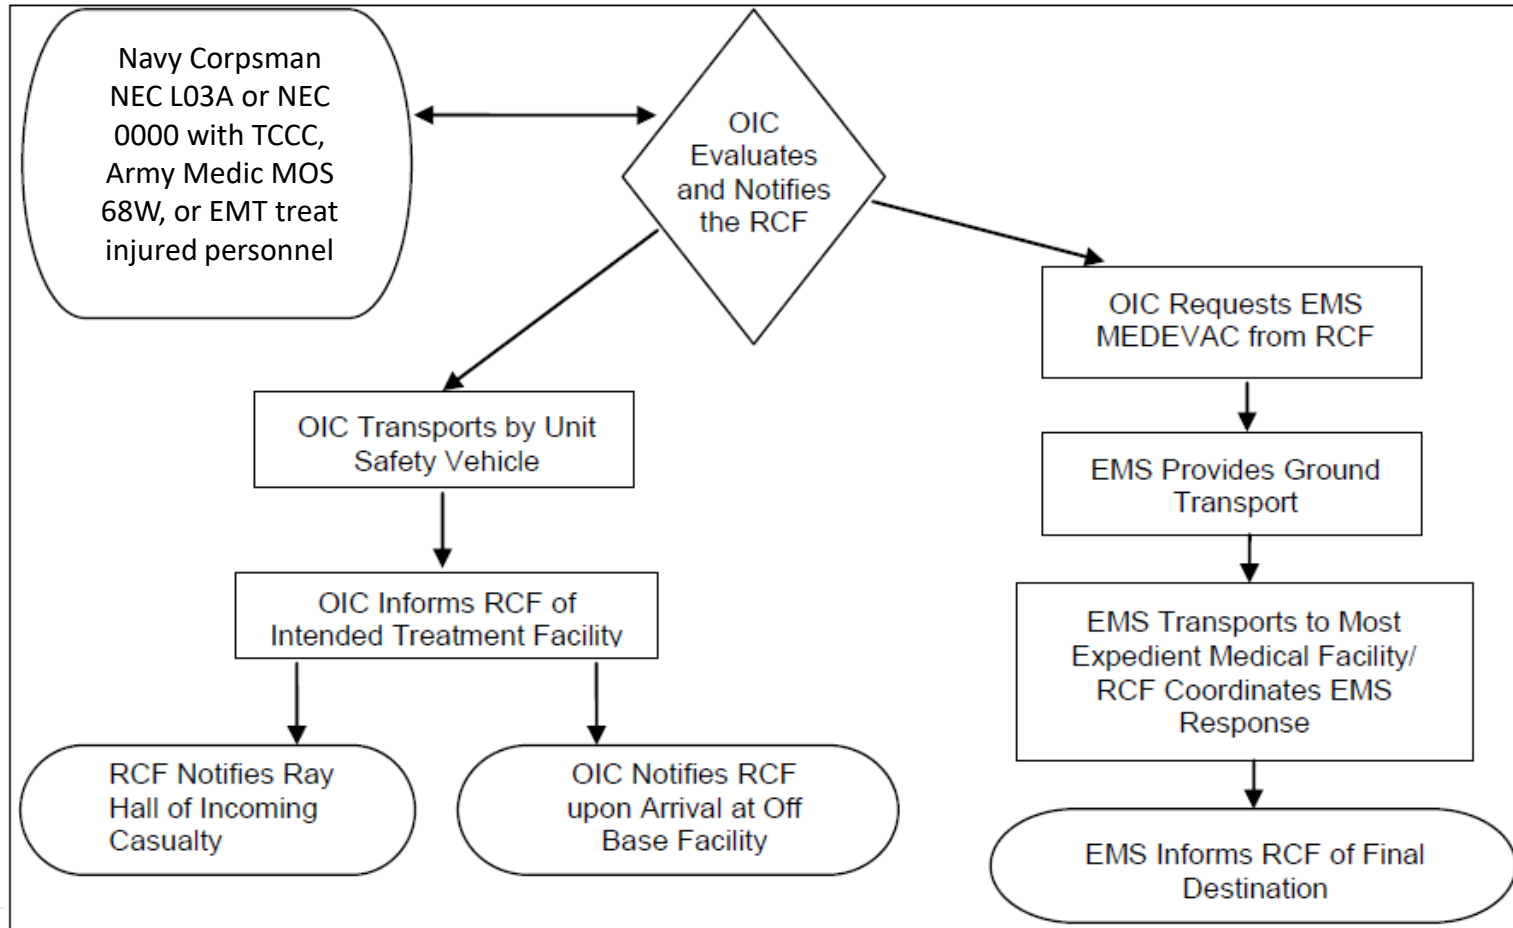 Navy Corpsman
NEC L03A or NEC
0000 with TCCC,
Army Medic MOS
68W, or EMT treat
injured personnel
OIC
Evaluates
and Notifies
the RCF
OIC Requests EMS
MEDEVAC from RCF
OIC Transports by Unit
Safety Vehicle
EMS Provides Ground
Transport
OIC Informs RCF of
Intended Treatment Facility
EMS Transports to Most
Expedient Medical Facility/
RCF Coordinates EMS
Response
RCF Notifies Ray
Hall of Incoming
Casualty
OIC Notifies RCF
upon Arrival at Off
Base Facility
EMS Informs RCF of Final
Destination